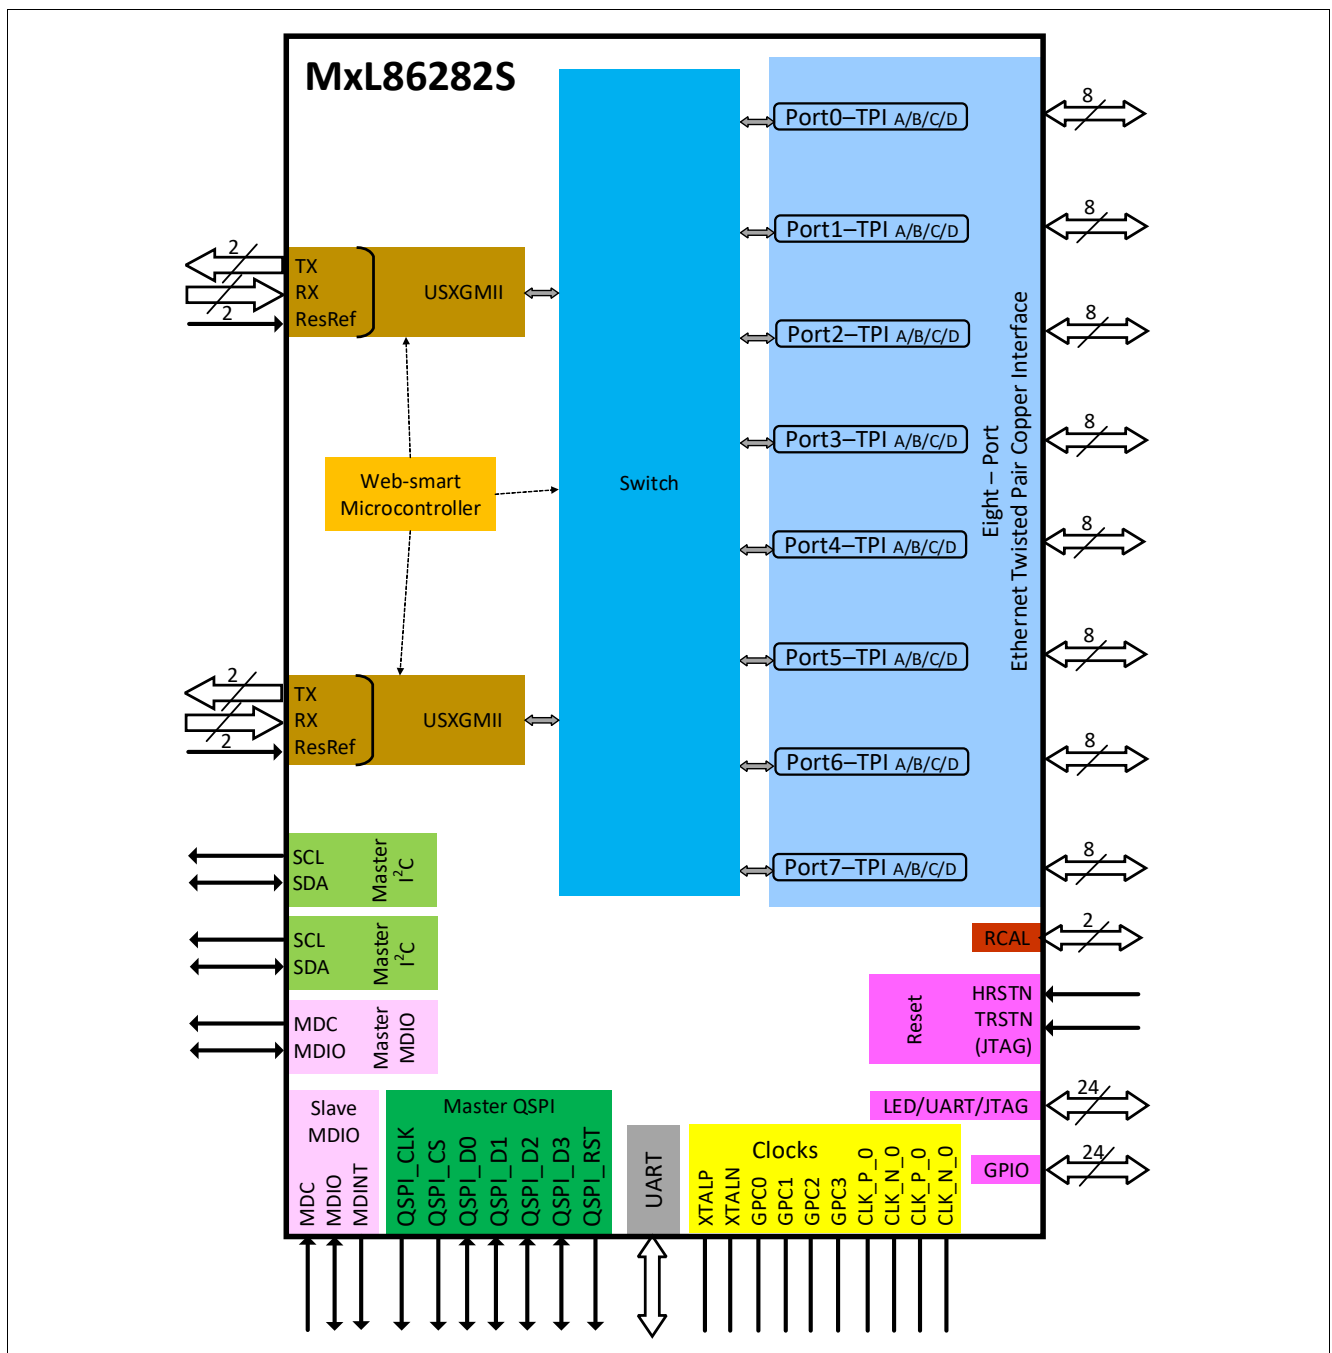 MxL86282S
Port0–TPI A/B/C/D
8
Port1–TPI A/B/C/D
8
2
TX
RX
ResRef
2
USXGMII
Port2–TPI A/B/C/D
8
Port3–TPI A/B/C/D
8
Web-smart
Microcontroller
Switch
Eight – Port
Ethernet Twisted Pair Copper Interface
Port4–TPI A/B/C/D
8
Port5–TPI A/B/C/D
8
2
TX
RX
ResRef
2
USXGMII
Port6–TPI A/B/C/D
8
Port7–TPI A/B/C/D
8
SCL
SDA
Master
I²C
SCL
SDA
Master
I²C
RCAL
2
MDC
MDIO
Master
MDIO
Reset
HRSTN
TRSTN
(JTAG)
LED/UART/JTAG
24
GPIO
24
Slave
MDIO
MDC
MDIO
MDINT
Master QSPI
QSPI_CLK
QSPI_CS
QSPI_D0
QSPI_D1
QSPI_D2
QSPI_D3
QSPI_RST
UART
Clocks
XTALP
XTALN
GPC0
GPC1
GPC2
GPC3
CLK_P_0
CLK_N_0
CLK_P_0
CLK_N_0